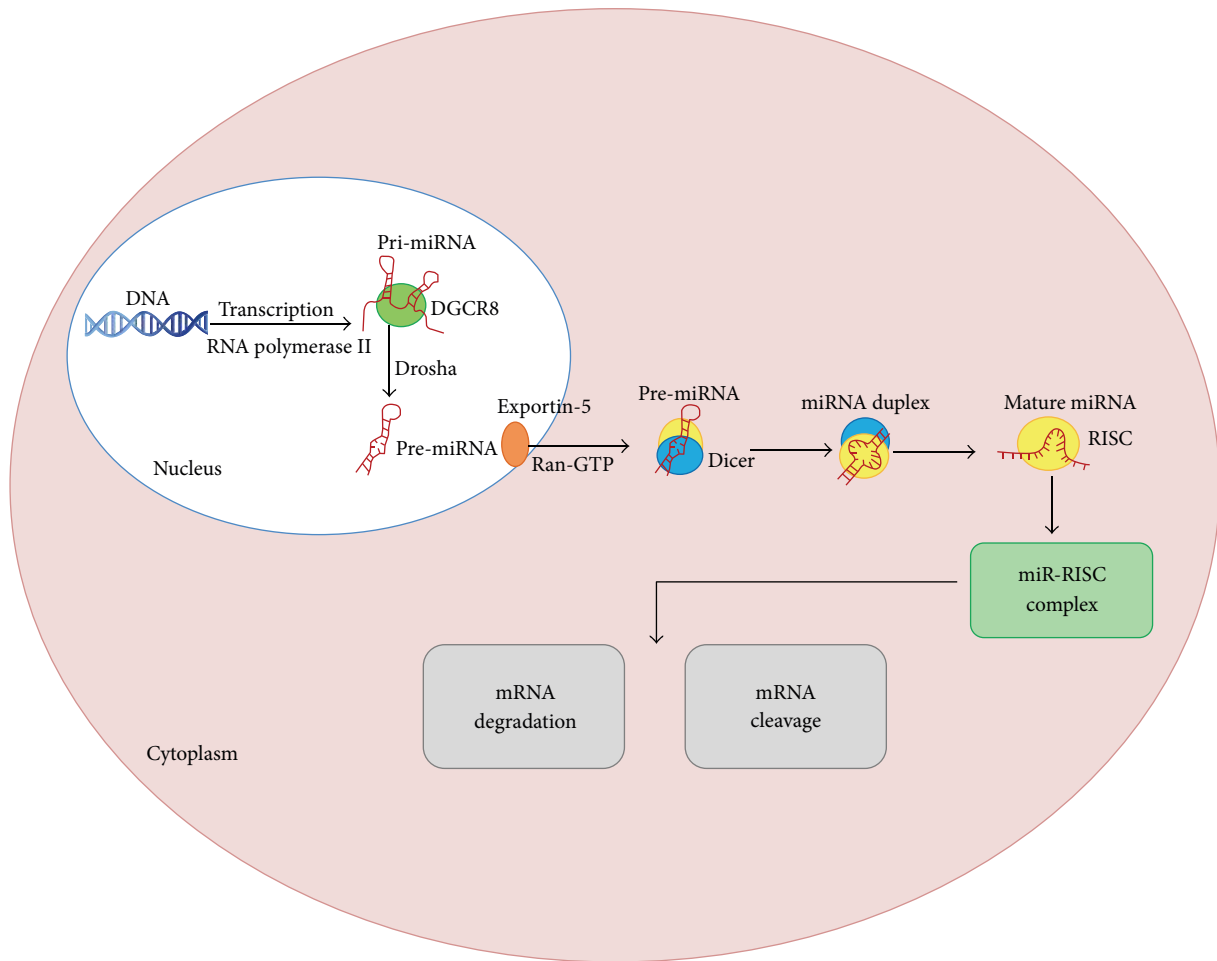 Pri-miRNA
DNA
Transcription
DGCR8
RNA polymerase II
Drosha
Pre-miRNA
Nucleus
Exportin-5
Ran-GTP
Pre-miRNA
Dicer
miRNA duplex
Mature miRNA
RISC
miR-RISC
complex
mRNA
degradation
mRNA
cleavage
Cytoplasm